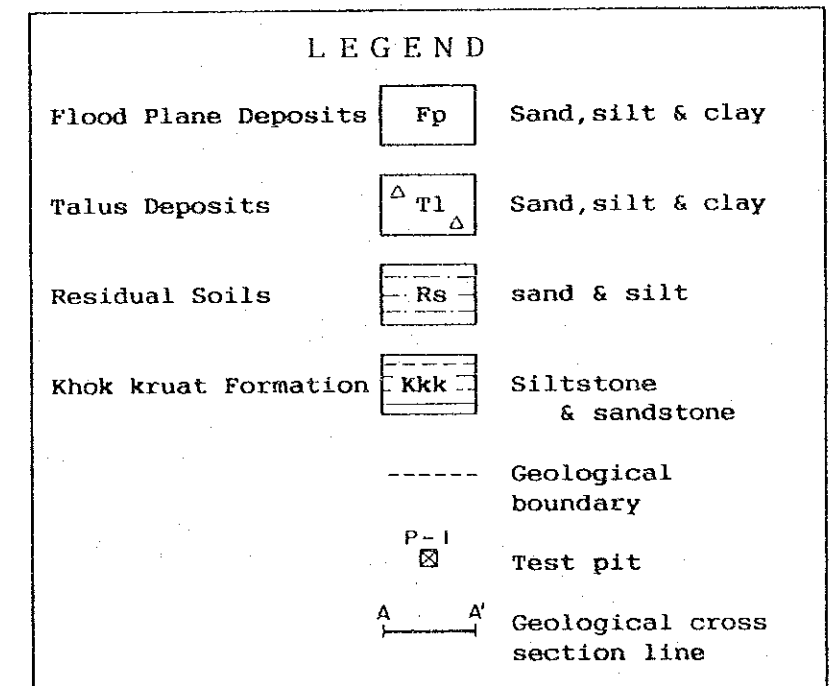 LEGEND
Flood Plane Deposits Fp Sand, silt & clay
Talus Deposits Tl Sand, silt & clay
Residual Soils Rs sand & silt
Khok kruat Formation Kkk Siltstone
& sandstone
Geological
boundary
P-1
Test pit
A A'
Geological cross
section line